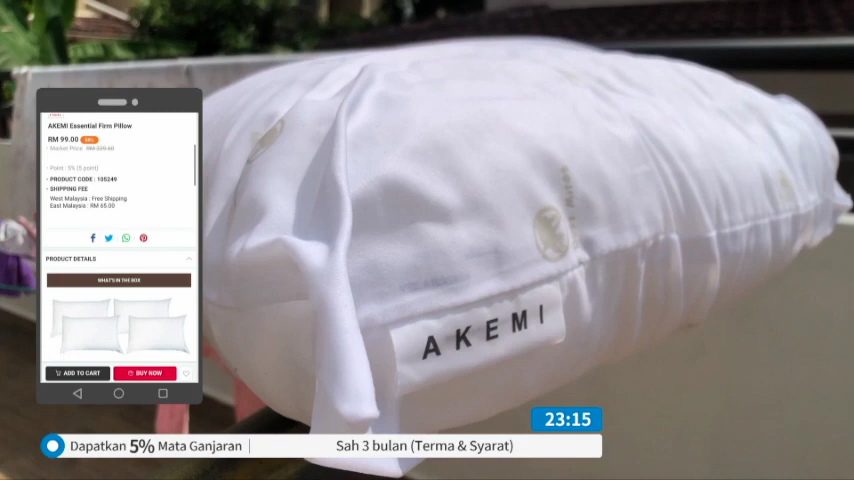 AKEMI Essential Firm Pillow
RM 99.00
Market Price
Point : 5% (5 point)
PRODUCT CODE : 105249
SHIPPING FEE
West Malaysia : Free Shipping
East Malaysia : RM 65.00
PRODUCT DETAILS
WHAT'S IN THE BOX
ADD TO CART
BUY NOW
AKEMI
23:15
Dapatkan 5% Mata Ganjaran
Sah 3 bulan (Terma & Syarat)